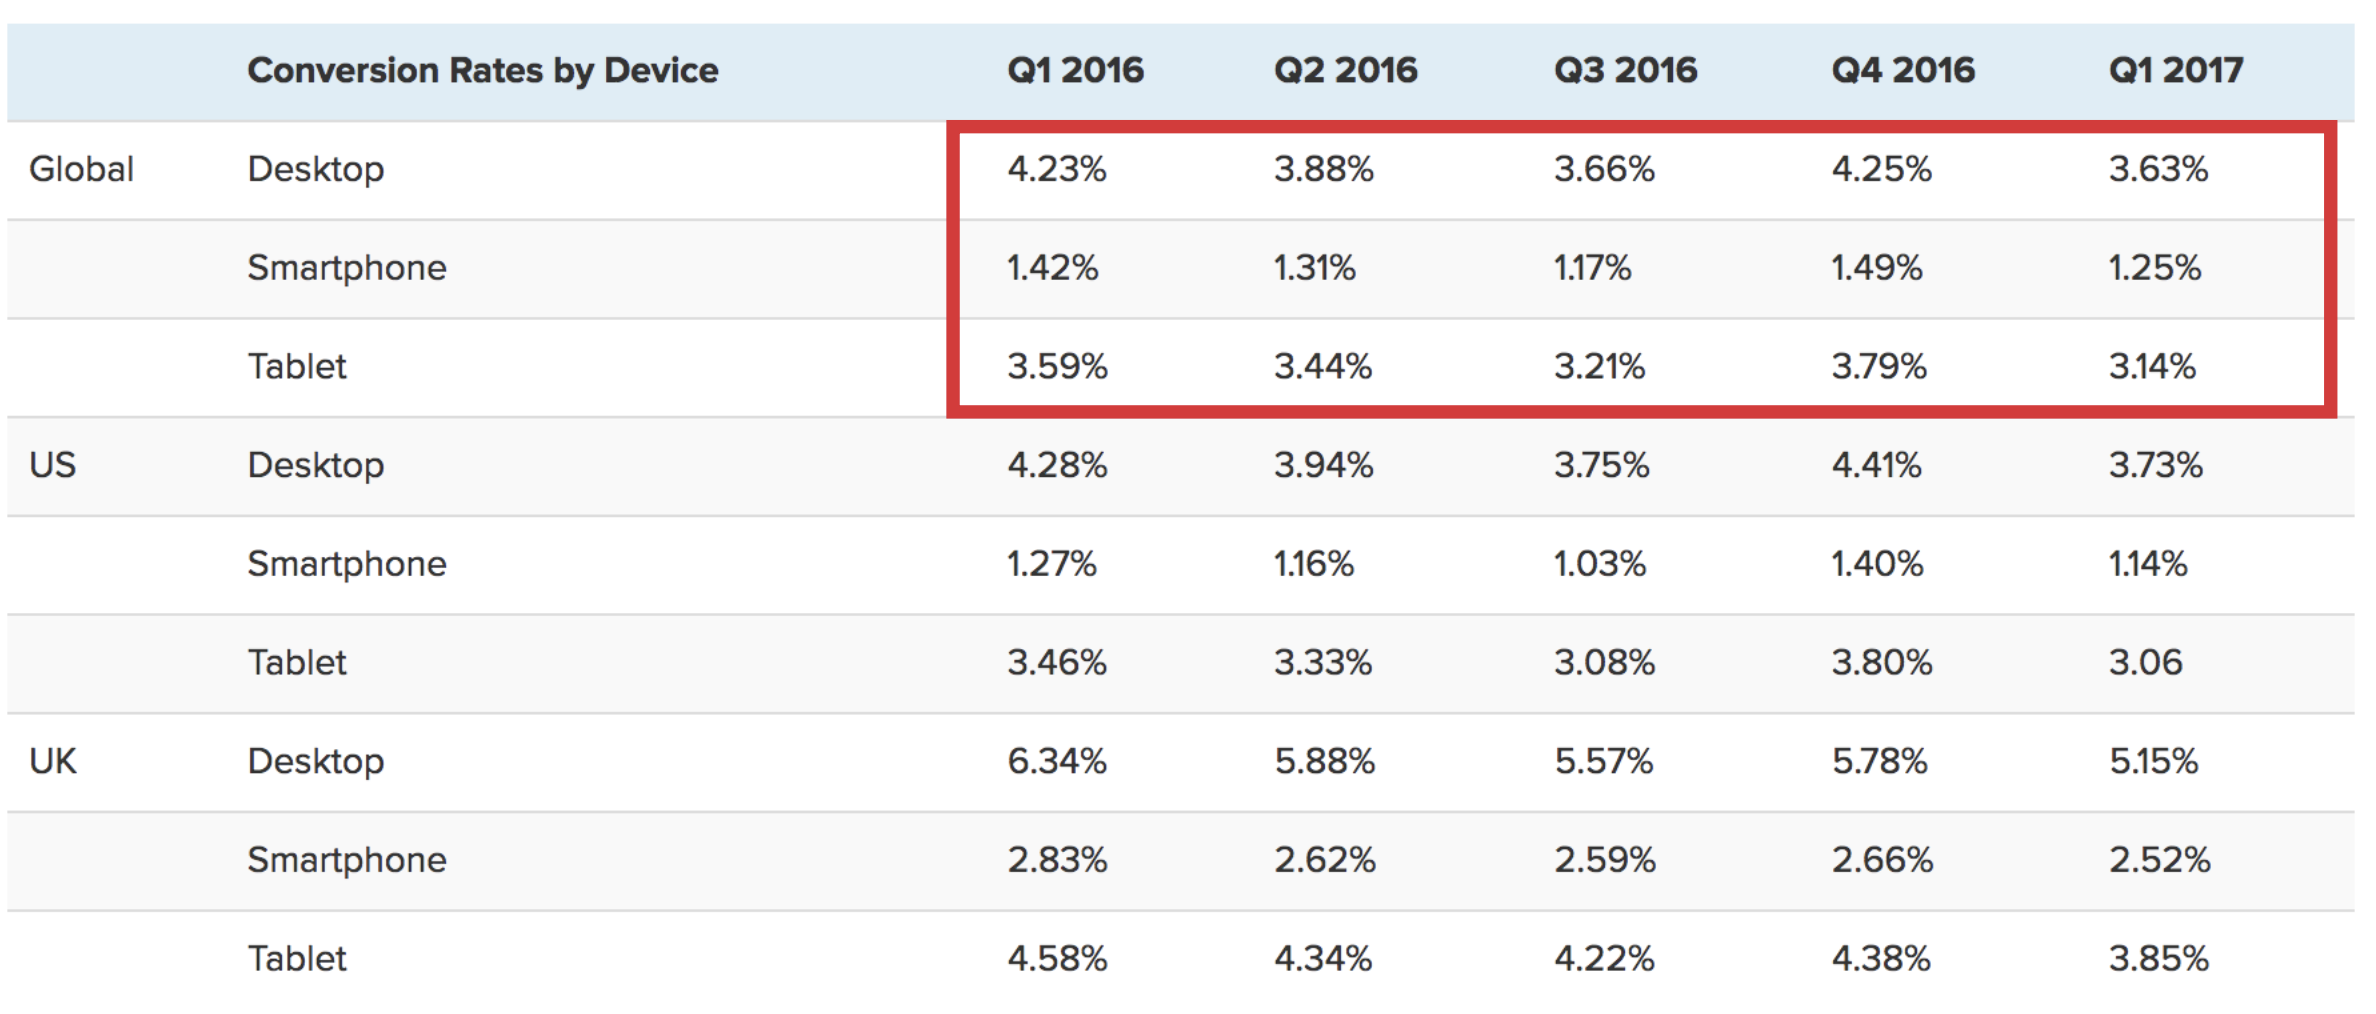 Conversion Rates by Device Q1 2016 Q2 2016 Q3 2016 Q4 2016 Q1 2017
Global Desktop 4.23% 3.88% 3.66% 4.25% 3.63%
Smartphone 1.42% 1.31% 1.17% 1.49% 1.25%
Tablet 3.59% 3.44% 3.21% 3.79% 3.14%
US Desktop 4.28% 3.94% 3.75% 4.41% 3.73%
Smartphone 1.27% 1.16% 1.03% 1.40% 1.14%
Tablet 3.46% 3.33% 3.08% 3.80% 3.06
UK Desktop 6.34% 5.88% 5.57% 5.78% 5.15%
Smartphone 2.83% 2.62% 2.59% 2.66% 2.52%
Tablet 4.58% 4.34% 4.22% 4.38% 3.85%